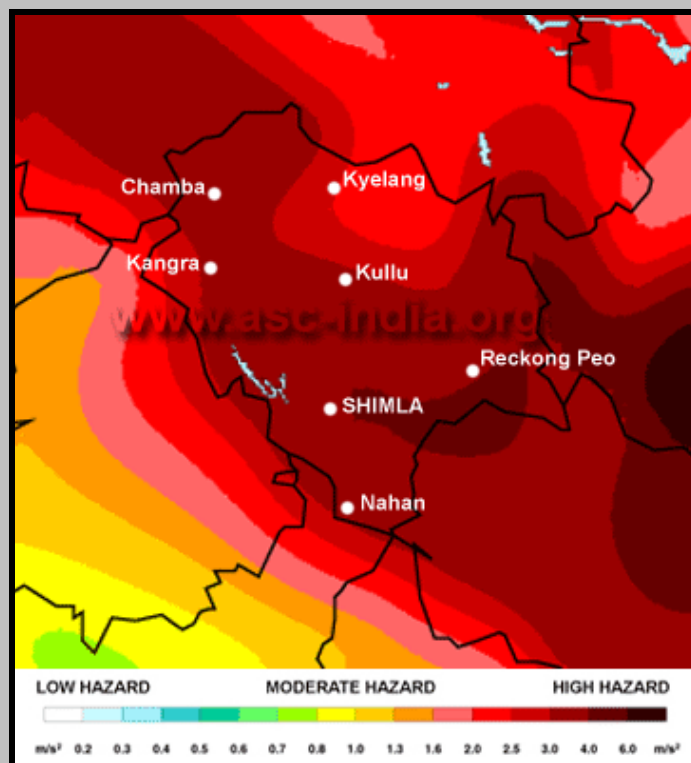 Chamba
Kyelang
Kangra
Kullu
www.asc-india.org
Reckong Peo
SHIMLA
Nahan
LOW HAZARD MODERATE HAZARD HIGH HAZARD
m/s² 0.2 0.3 0.4 0.5 0.6 0.7 0.8 1.0 1.3 1.6 2.0 2.5 3.0 4.0 6.0 m/s²